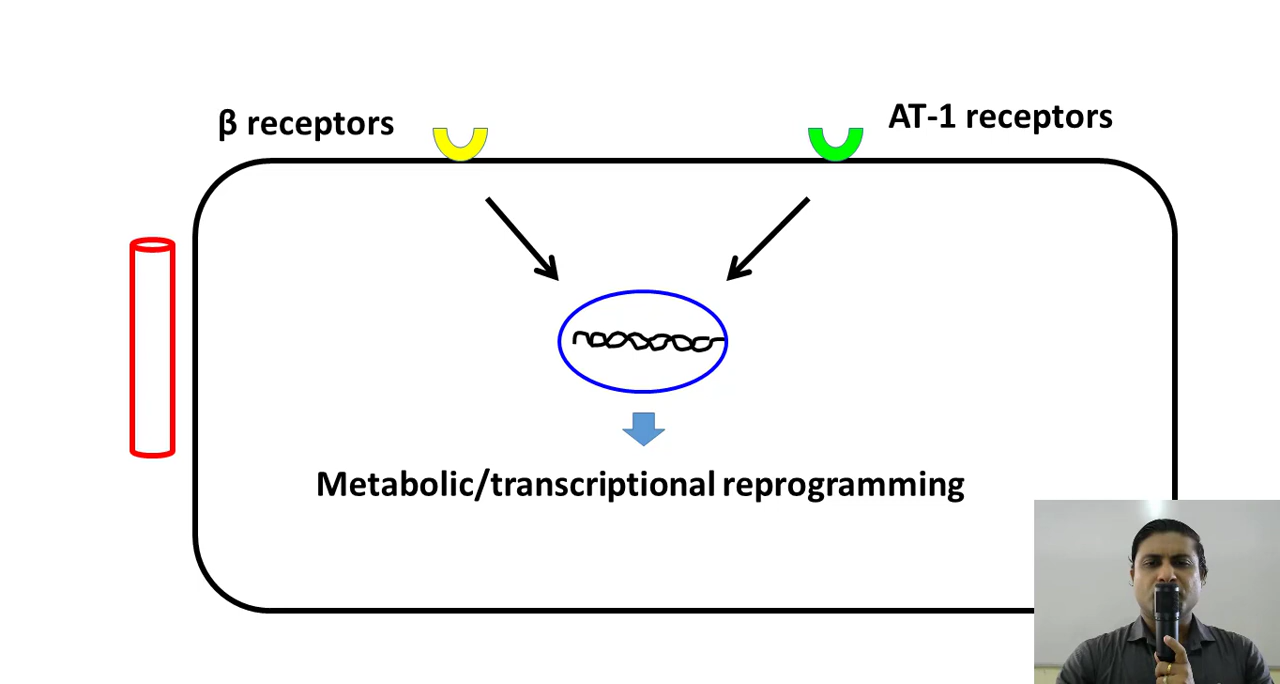 β receptors
AT-1 receptors
Metabolic/transcriptional reprogramming